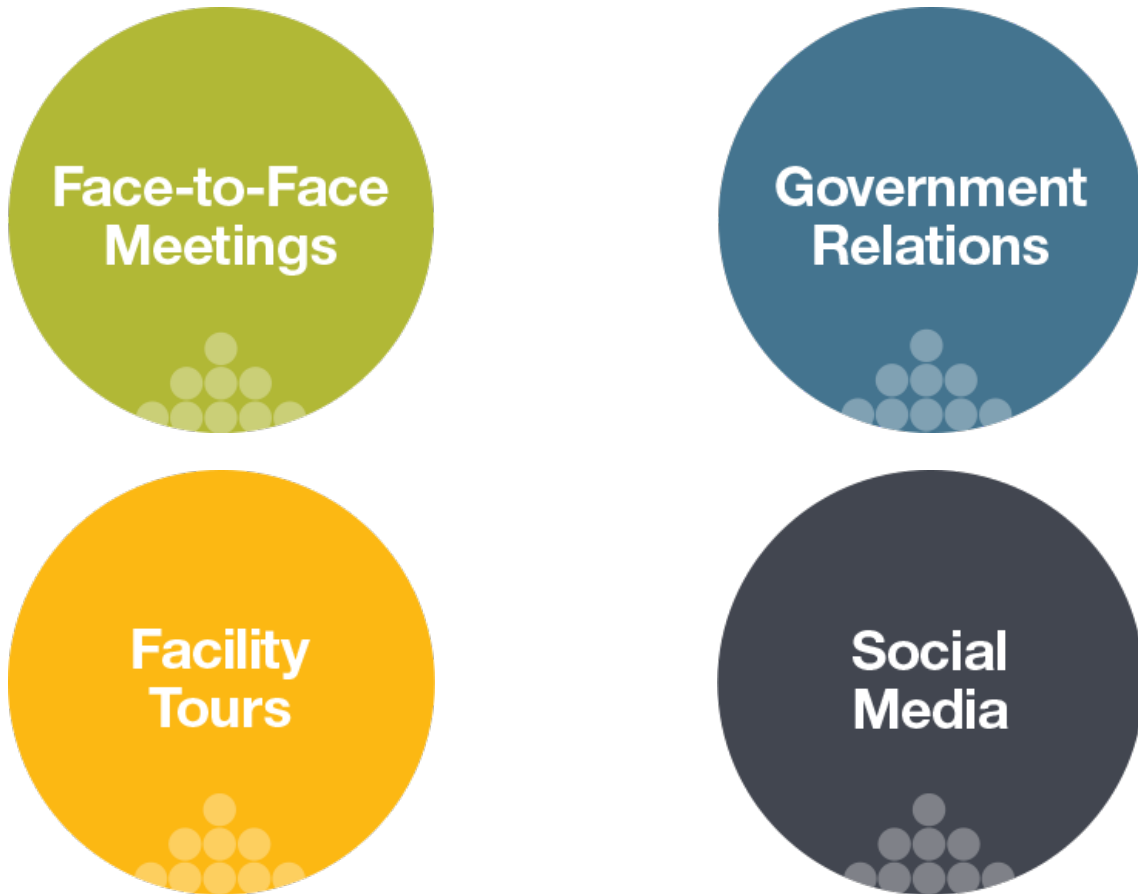 Face-to-Face
Meetings
Government
Relations
Facility
Tours
Social
Media